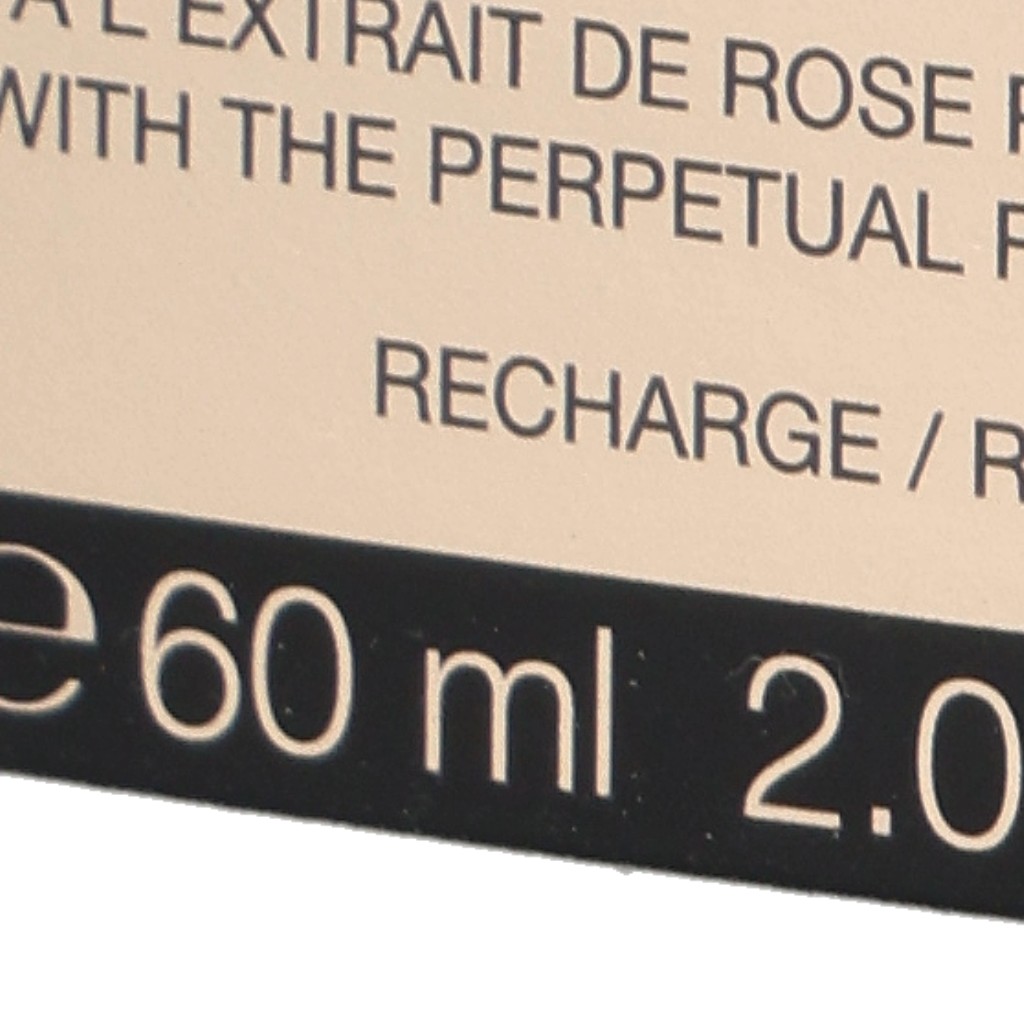 À L'EXTRAIT DE ROSE
WITH THE PERPETUAL
RECHARGE /
e 60 ml 2.0